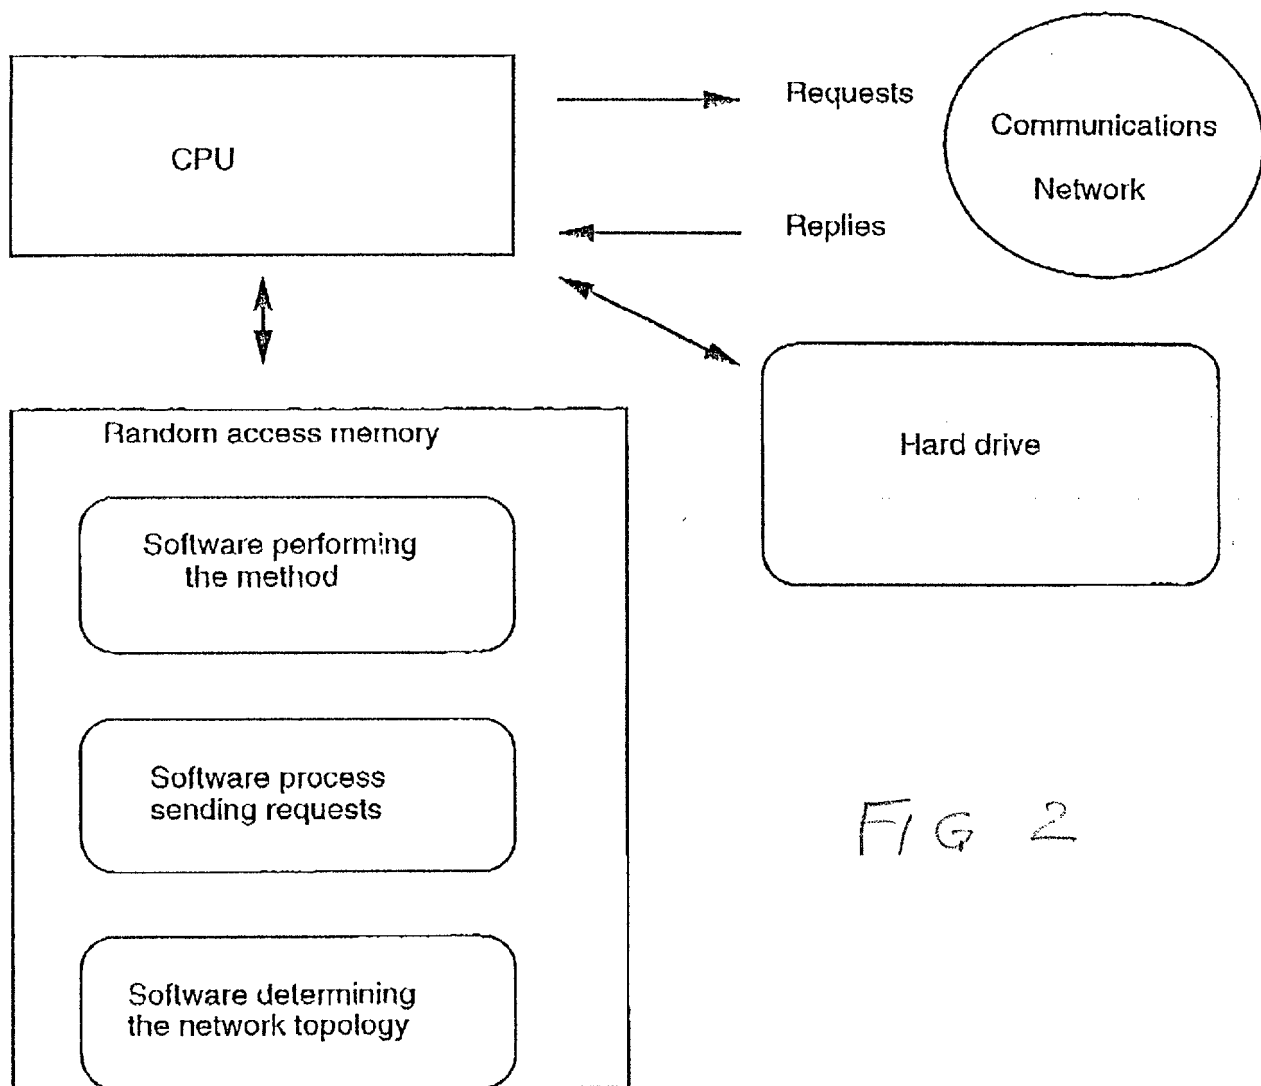 CPU
Requests
Replies
Communications
Network
Random access memory
Hard drive
Software performing
the method
Software process
sending requests
Software determining
the network topology
FIG 2